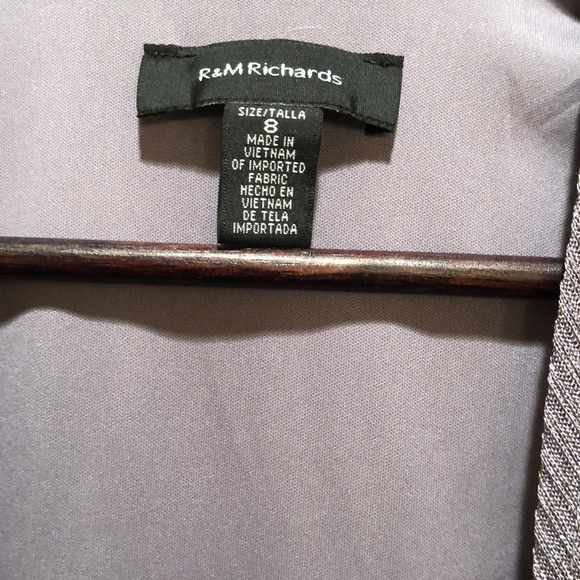 R&M Richards
SIZE/TALLA
8
MADE IN
VIETNAM
OF IMPORTED
FABRIC
HECHO EN
VIETNAM
DE TELA
IMPORTADA